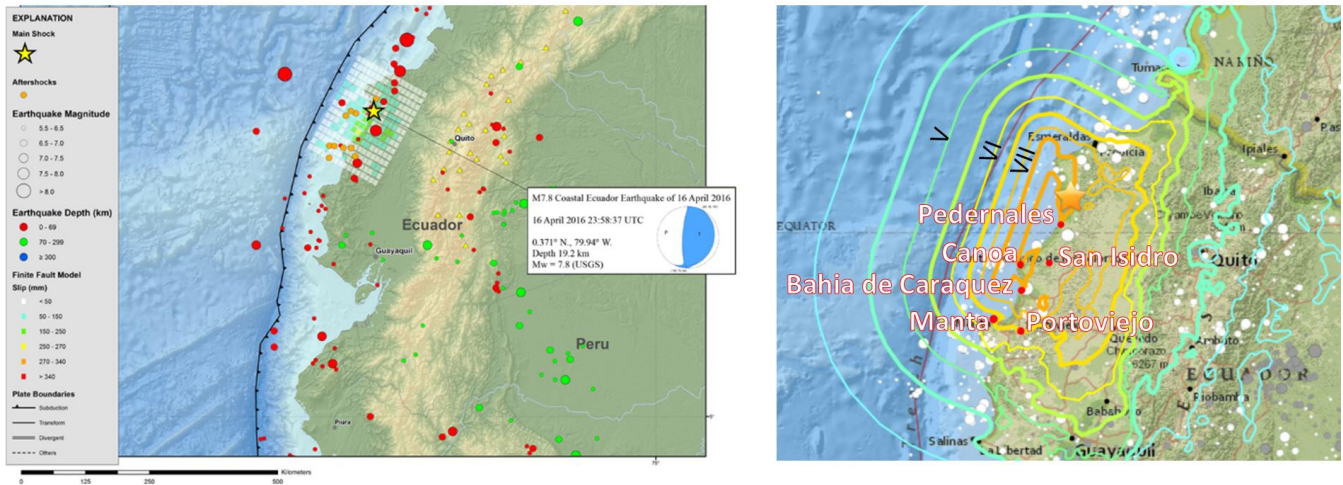 EXPLANATION
Main Shock
Aftershocks
Earthquake Magnitude
5.5 - 6.5
6.5 - 7.0
7.0 - 7.5
7.5 - 8.0
> 8.0
Earthquake Depth (km)
0 - 69
70 - 299
≥ 300
Finite Fault Model
Slip (mm)
< 50
50 - 150
150 - 250
250 - 270
270 - 340
> 340
Plate Boundaries
Subduction
Transform
Divergent
Others
Quito
Ecuador
Guayaquil
Peru
Piura
M7.8 Coastal Ecuador Earthquake of 16 April 2016
16 April 2016 23:58:37 UTC
0.371° N., 79.94° W.
Depth 19.2 km
Mw = 7.8 (USGS)
P
T
75°
Kilometers
0 125 250 500
Tumac
NARIÑO
V
VI
VII
Esmeraldas
Ipiales
EQUATOR
Pedernales
Canoa
San Isidro
Quito
Bahia de Caraquez
Manta
Portoviejo
Quevedo
Chimborazo
6267 m
Ambato
ECUADOR
Riobamba
Babahoyo
Salinas
La Libertad
Guayaquil